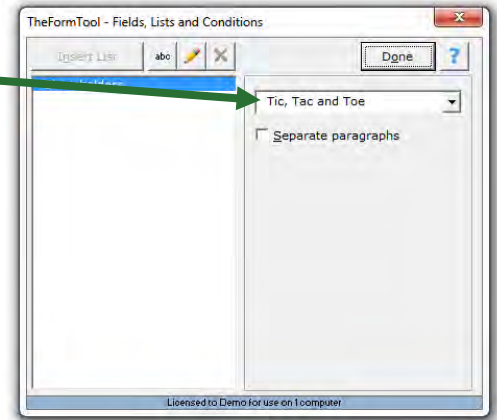 TheFormTool - Fields, Lists and Conditions
Insert List abc Done ?
Tic, Tac and Toe
Separate paragraphs
Licensed to Demo for use on 1 computer